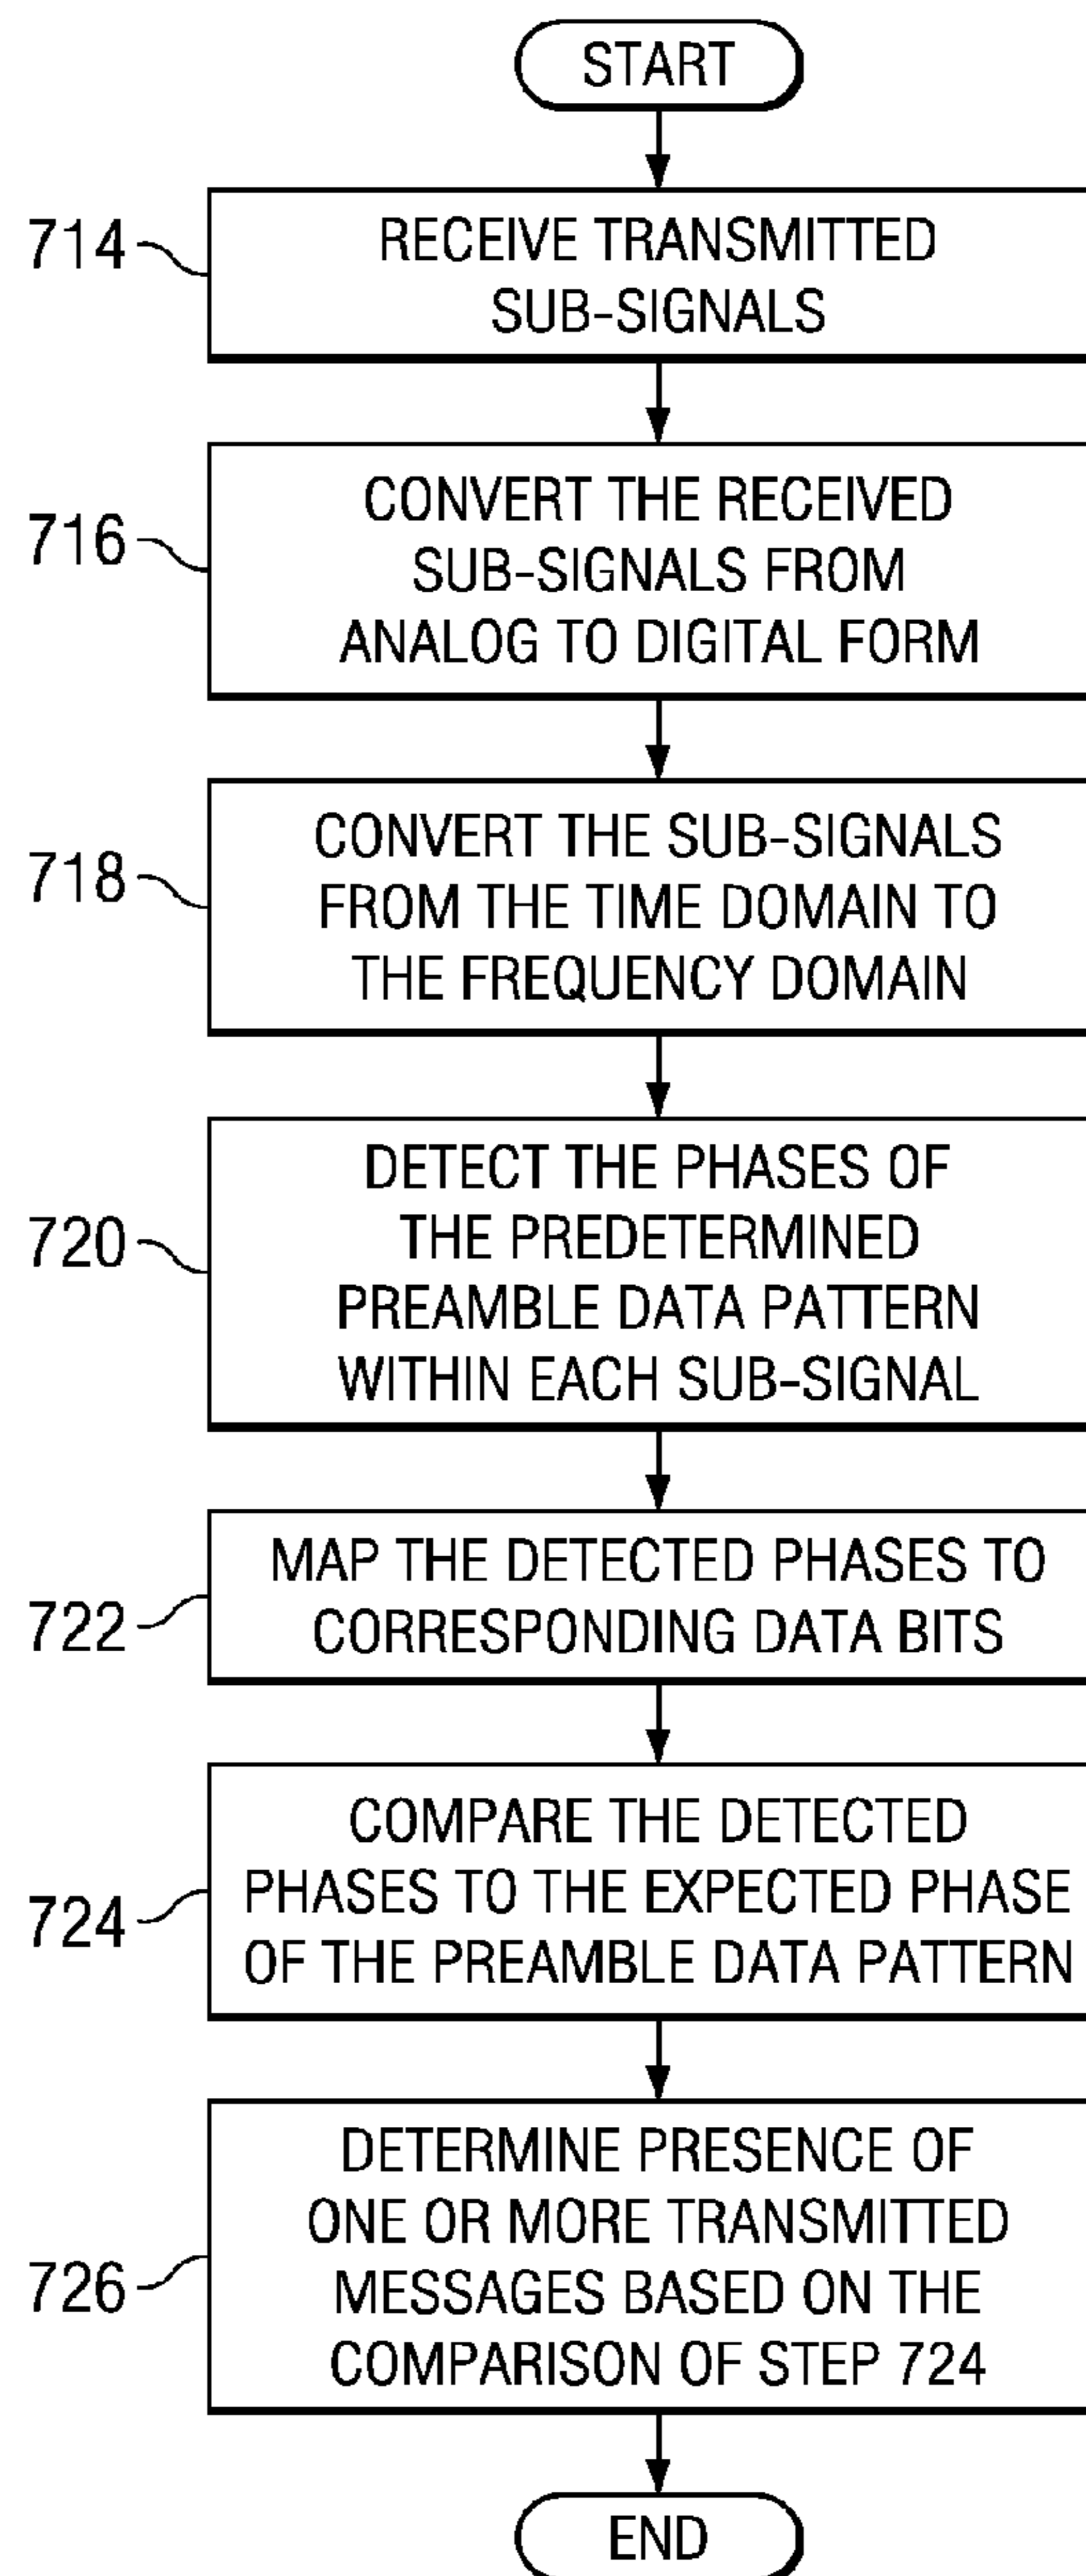 START
714
RECEIVE TRANSMITTED
SUB-SIGNALS
716
CONVERT THE RECEIVED
SUB-SIGNALS FROM
ANALOG TO DIGITAL FORM
718
CONVERT THE SUB-SIGNALS
FROM THE TIME DOMAIN TO
THE FREQUENCY DOMAIN
720
DETECT THE PHASES OF
THE PREDETERMINED
PREAMBLE DATA PATTERN
WITHIN EACH SUB-SIGNAL
722
MAP THE DETECTED PHASES TO
CORRESPONDING DATA BITS
724
COMPARE THE DETECTED
PHASES TO THE EXPECTED PHASE
OF THE PREAMBLE DATA PATTERN
726
DETERMINE PRESENCE OF
ONE OR MORE TRANSMITTED
MESSAGES BASED ON THE
COMPARISON OF STEP 724
END